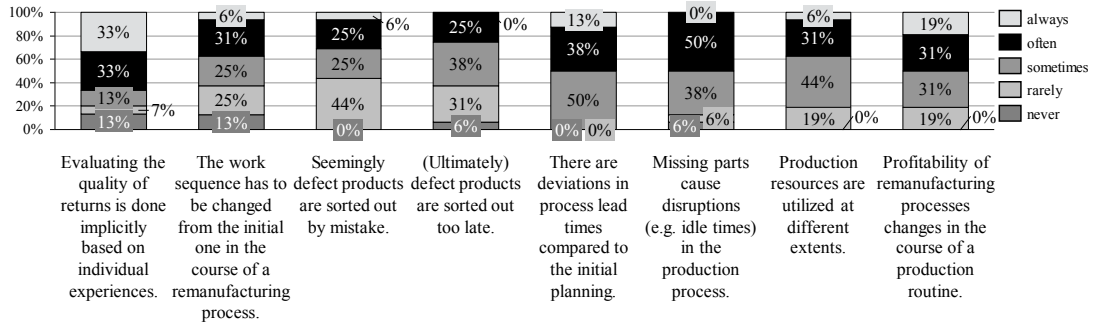 100%
80%
60%
40%
20%
0%
33%
33%
13%
7%
13%
6%
31%
25%
25%
13%
6%
25%
25%
44%
0%
0%
25%
38%
31%
6%
13%
38%
50%
0% 0%
0%
50%
38%
6% 6%
6%
31%
44%
19% 0%
19%
31%
31%
19% 0%
always
often
sometimes
rarely
never
Evaluating the
quality of
returns is done
implicitly
based on
individual
experiences.
The work
sequence has to
be changed
from the initial
one in the
course of a
remanufacturing
process.
Seemingly
defect products
are sorted out
by mistake.
(Ultimately)
defect products
are sorted out
too late.
There are
deviations in
process lead
times
compared to
the initial
planning.
Missing parts
cause
disruptions
(e.g. idle times)
in the
production
process.
Production
resources are
utilized at
different
extents.
Profitability of
remanufacturing
processes
changes in the
course of a
production
routine.